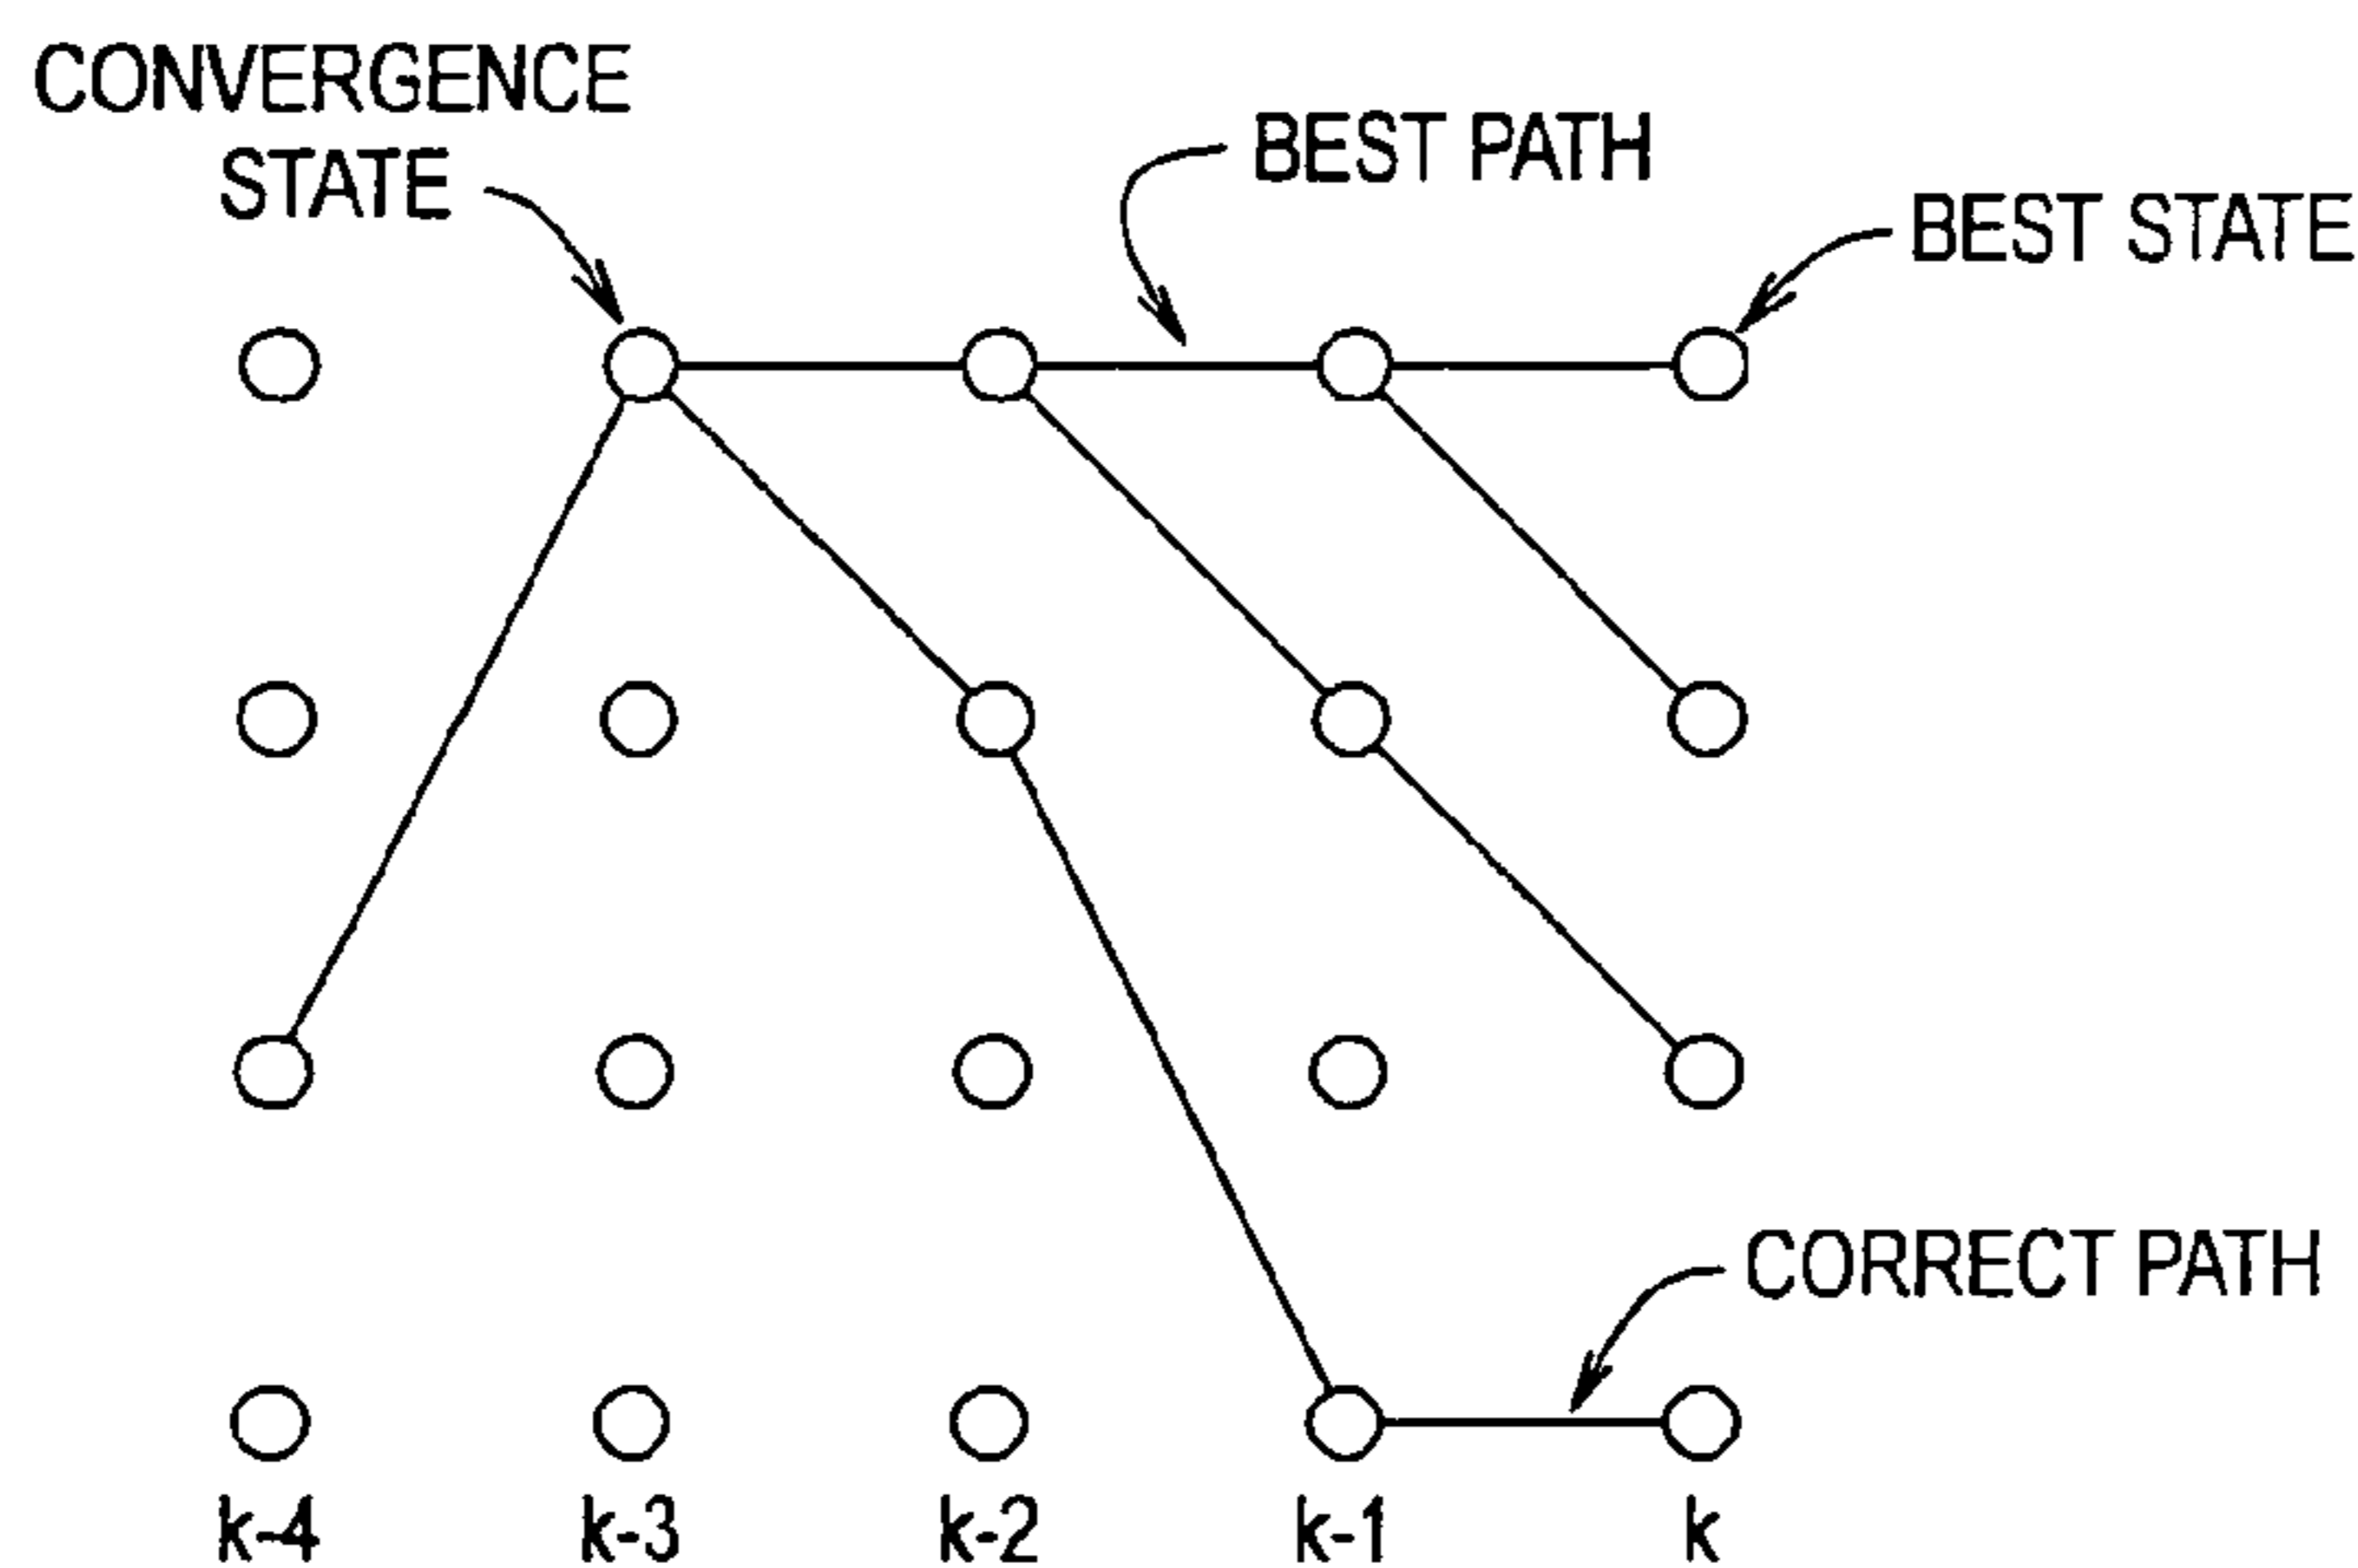 CONVERGENCE
STATE
BEST PATH
BEST STATE
CORRECT PATH
k-4
k-3
k-2
k-1
k